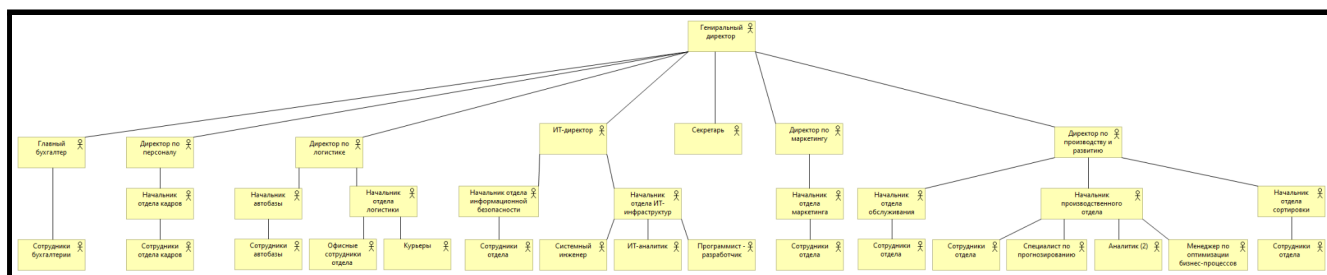 Гениральный
директор
Главный
бухгалтер
Директор по
персоналу
Директор по
логистике
ИТ-директор
Секретарь
Директор по
маркетингу
Директор по
производству и
развитию
Начальник
отдела кадров
Начальник
автобазы
Начальник
отдела
логистики
Начальник отдела
информационной
безопасности
Начальник
отдела ИТ-
инфраструктур
Начальник
отдела
маркетинга
Начальник
отдела
обслуживания
Начальник
производственного
отдела
Начальник
отдела
сортировки
Сотрудники
бухгалтерии
Сотрудники
отдела кадров
Сотрудники
автобазы
Офисные
сотрудники
отдела
Курьеры
Сотрудники
отдела
Системный
инженер
ИТ-аналитик
Программист -
разработчик
Сотрудники
отдела
Сотрудники
отдела
Сотрудники
отдела
Специалист по
прогнозированию
Аналитик (2)
Менеджер по
оптимизации
бизнес-процессов
Сотрудники
отдела